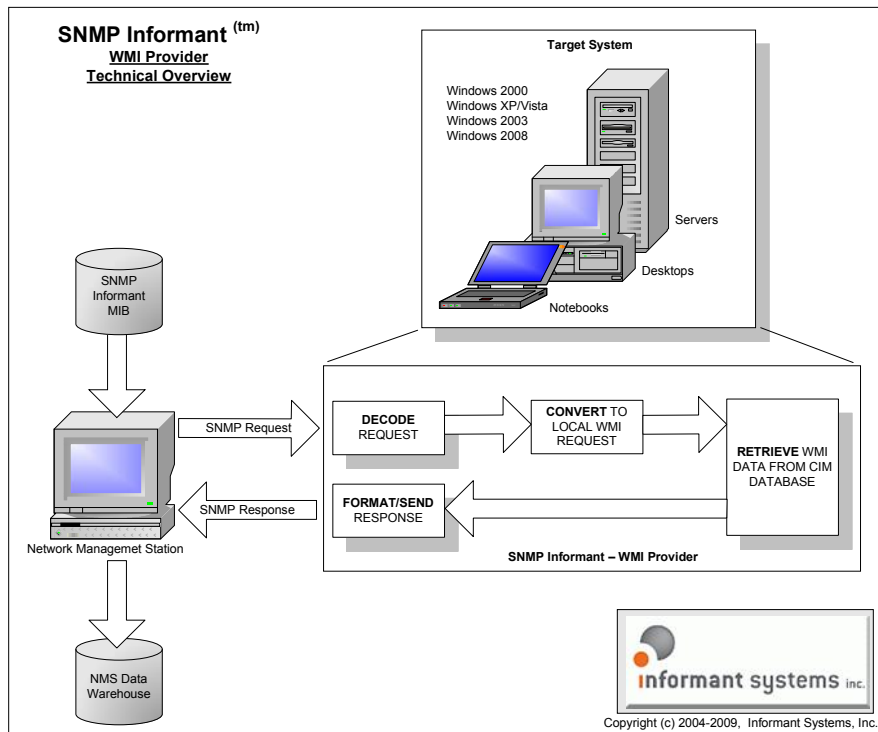 SNMP Informant (tm)
WMI Provider
Technical Overview
Target System
Windows 2000
Windows XP/Vista
Windows 2003
Windows 2008
Servers
Desktops
Notebooks
SNMP
Informant
MIB
SNMP Request
DECODE
REQUEST
CONVERT TO
LOCAL WMI
REQUEST
RETRIEVE WMI
DATA FROM CIM
DATABASE
SNMP Response
FORMAT/SEND
RESPONSE
Network Managemet Station
SNMP Informant – WMI Provider
NMS Data
Warehouse
informant systems inc.
Copyright (c) 2004-2009, Informant Systems, Inc.